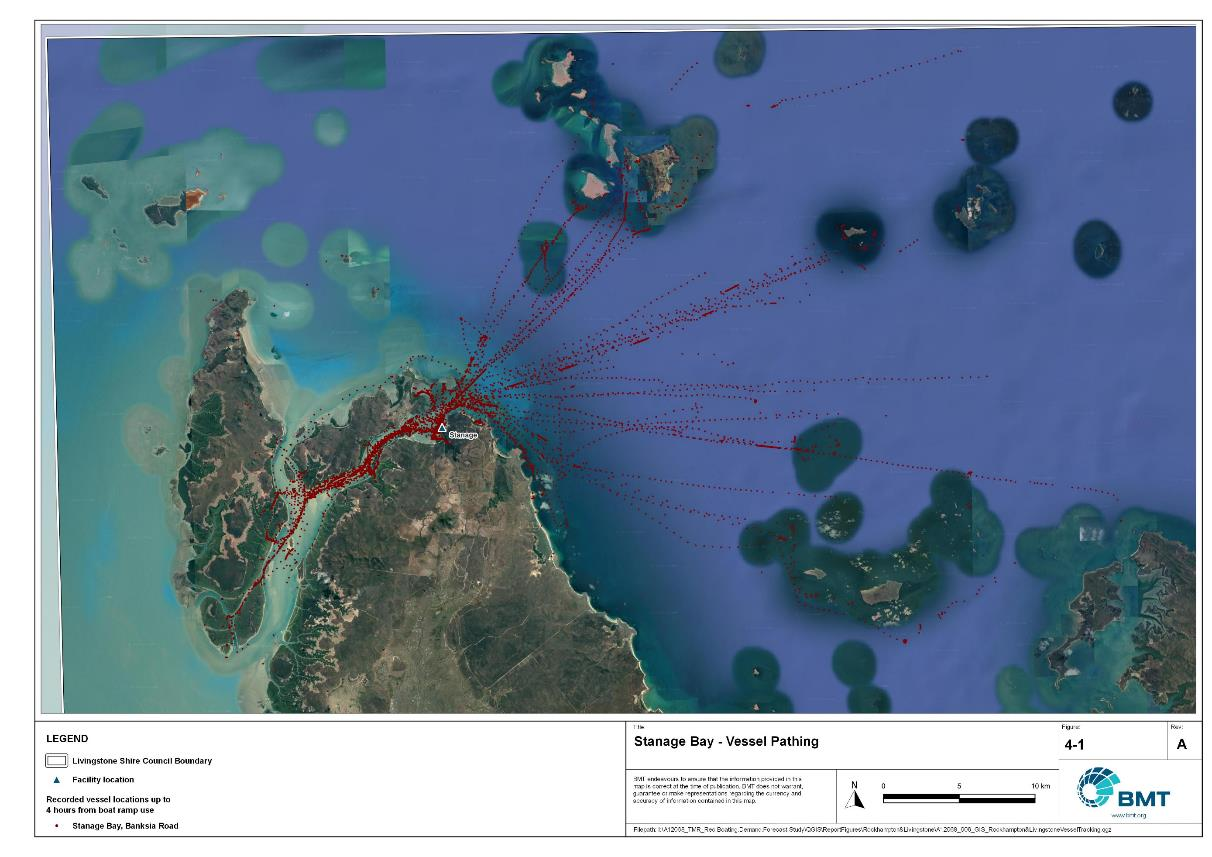 Stanage
LEGEND
Livingstone Shire Council Boundary
Facility location
Recorded vessel locations up to
4 hours from boat ramp use
Stanage Bay, Banksia Road
Title:
Stanage Bay - Vessel Pathing
Figure:
4-1
Rev:
A
BMT endeavours to ensure that the information provided in this
map is correct at the time of publication. BMT does not warrant,
guarantee or make representations regarding the currency and
accuracy of information contained in this map.
N
0 5 10 km
BMT
www.bmt.org